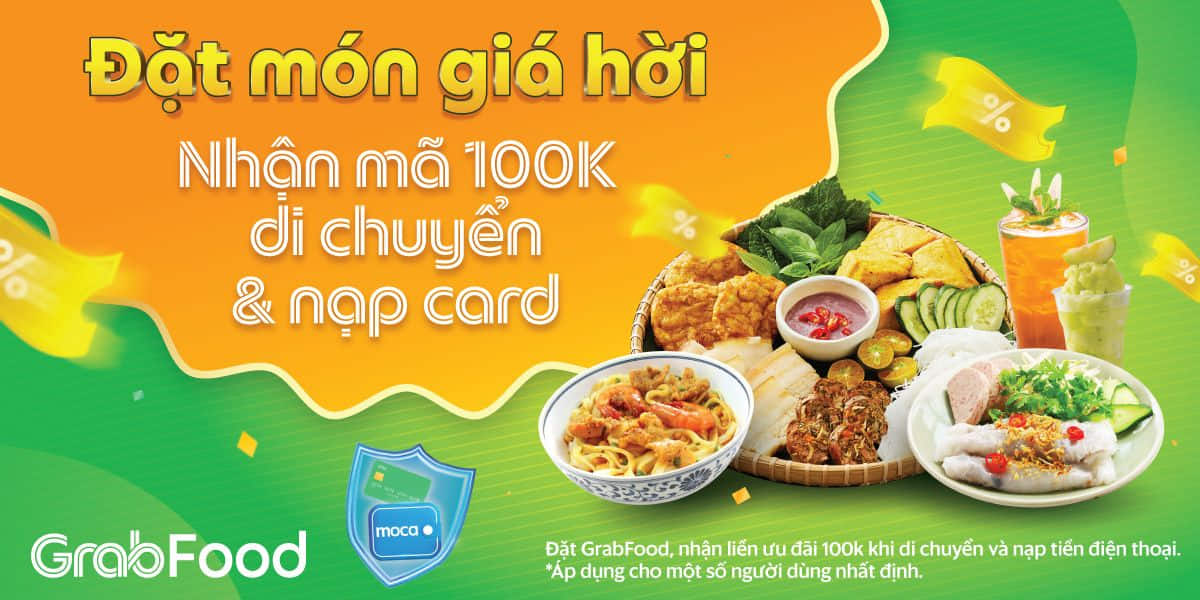 Đặt món giá hời
Nhận mã 100K
di chuyển
& nạp card
moca
GrabFood
Đặt GrabFood, nhận liền ưu đãi 100k khi di chuyển và nạp tiền điện thoại.
*Áp dụng cho một số người dùng nhất định.